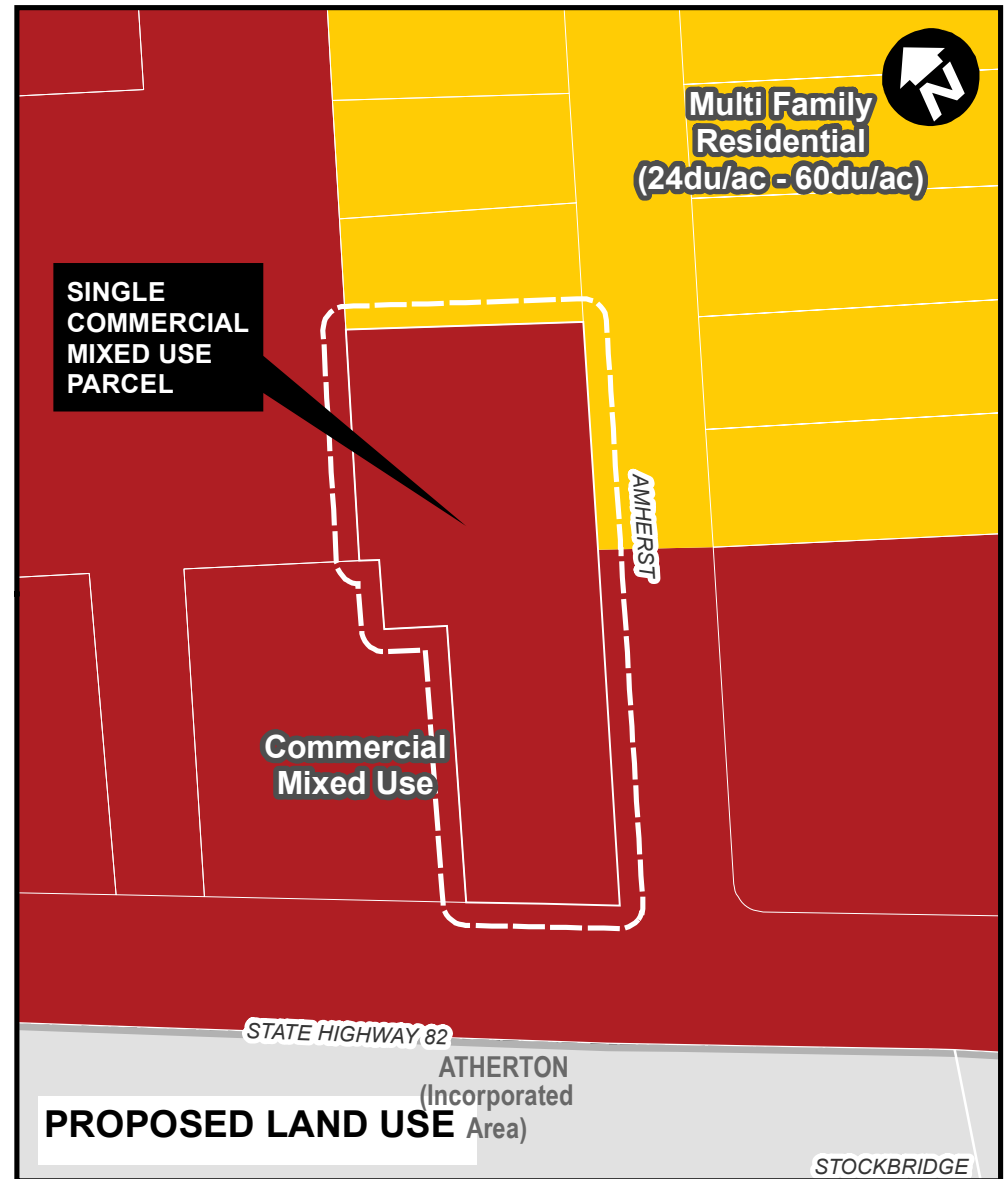 Multi Family
Residential
(24du/ac - 60du/ac)
N
SINGLE
COMMERCIAL
MIXED USE
PARCEL
AMHERST
Commercial
Mixed Use
STATE HIGHWAY 82
ATHERTON
(Incorporated
Area)
PROPOSED LAND USE
STOCKBRIDGE